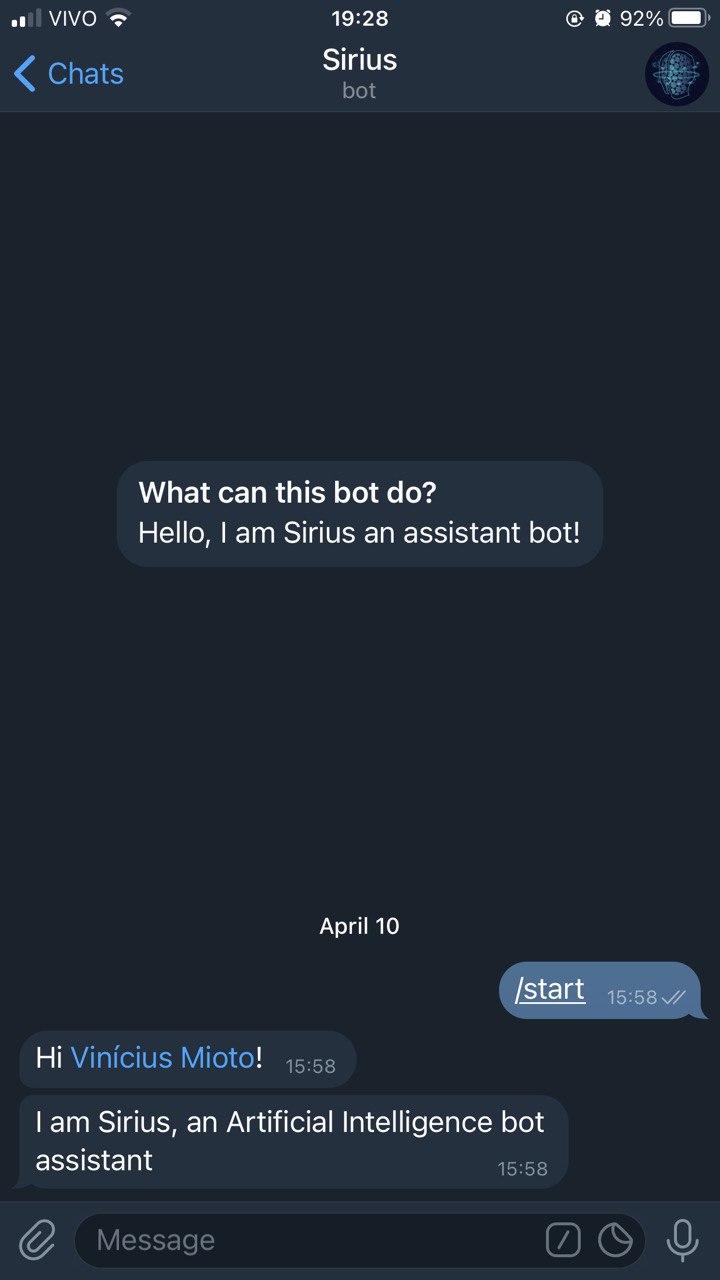 VIVO 19:28 92%
Chats
Sirius
bot
What can this bot do?
Hello, I am Sirius an assistant bot!
April 10
/start 15:58
Hi Vinícius Mioto! 15:58
I am Sirius, an Artificial Intelligence bot
assistant 15:58
Message